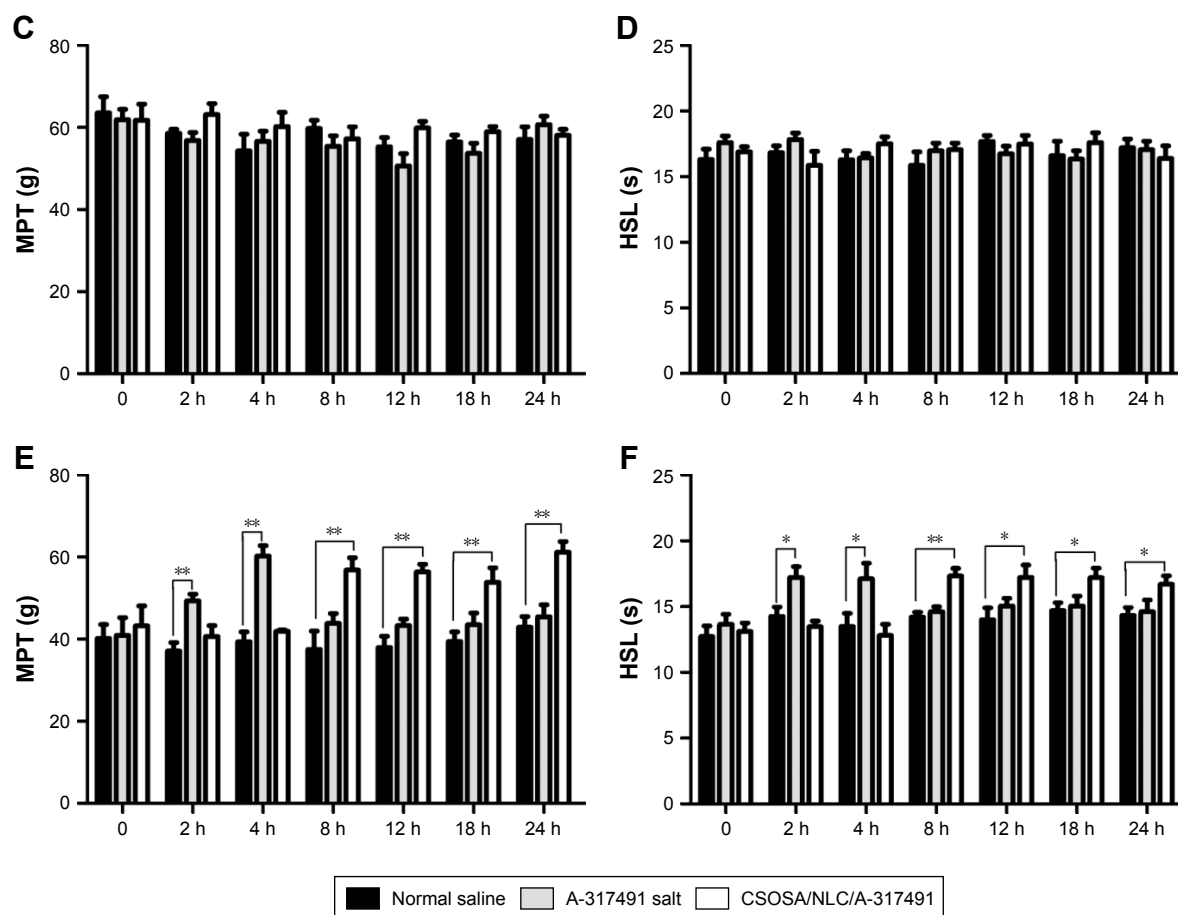 C
MPT (g)
80
60
40
20
0
0 2 h 4 h 8 h 12 h 18 h 24 h
D
HSL (s)
25
20
15
10
5
0
0 2 h 4 h 8 h 12 h 18 h 24 h
E
MPT (g)
80
60
40
20
0
** ** ** ** ** **
0 2 h 4 h 8 h 12 h 18 h 24 h
F
HSL (s)
25
20
15
10
5
0
* * ** * * *
0 2 h 4 h 8 h 12 h 18 h 24 h
Normal saline A-317491 salt CSOSA/NLC/A-317491